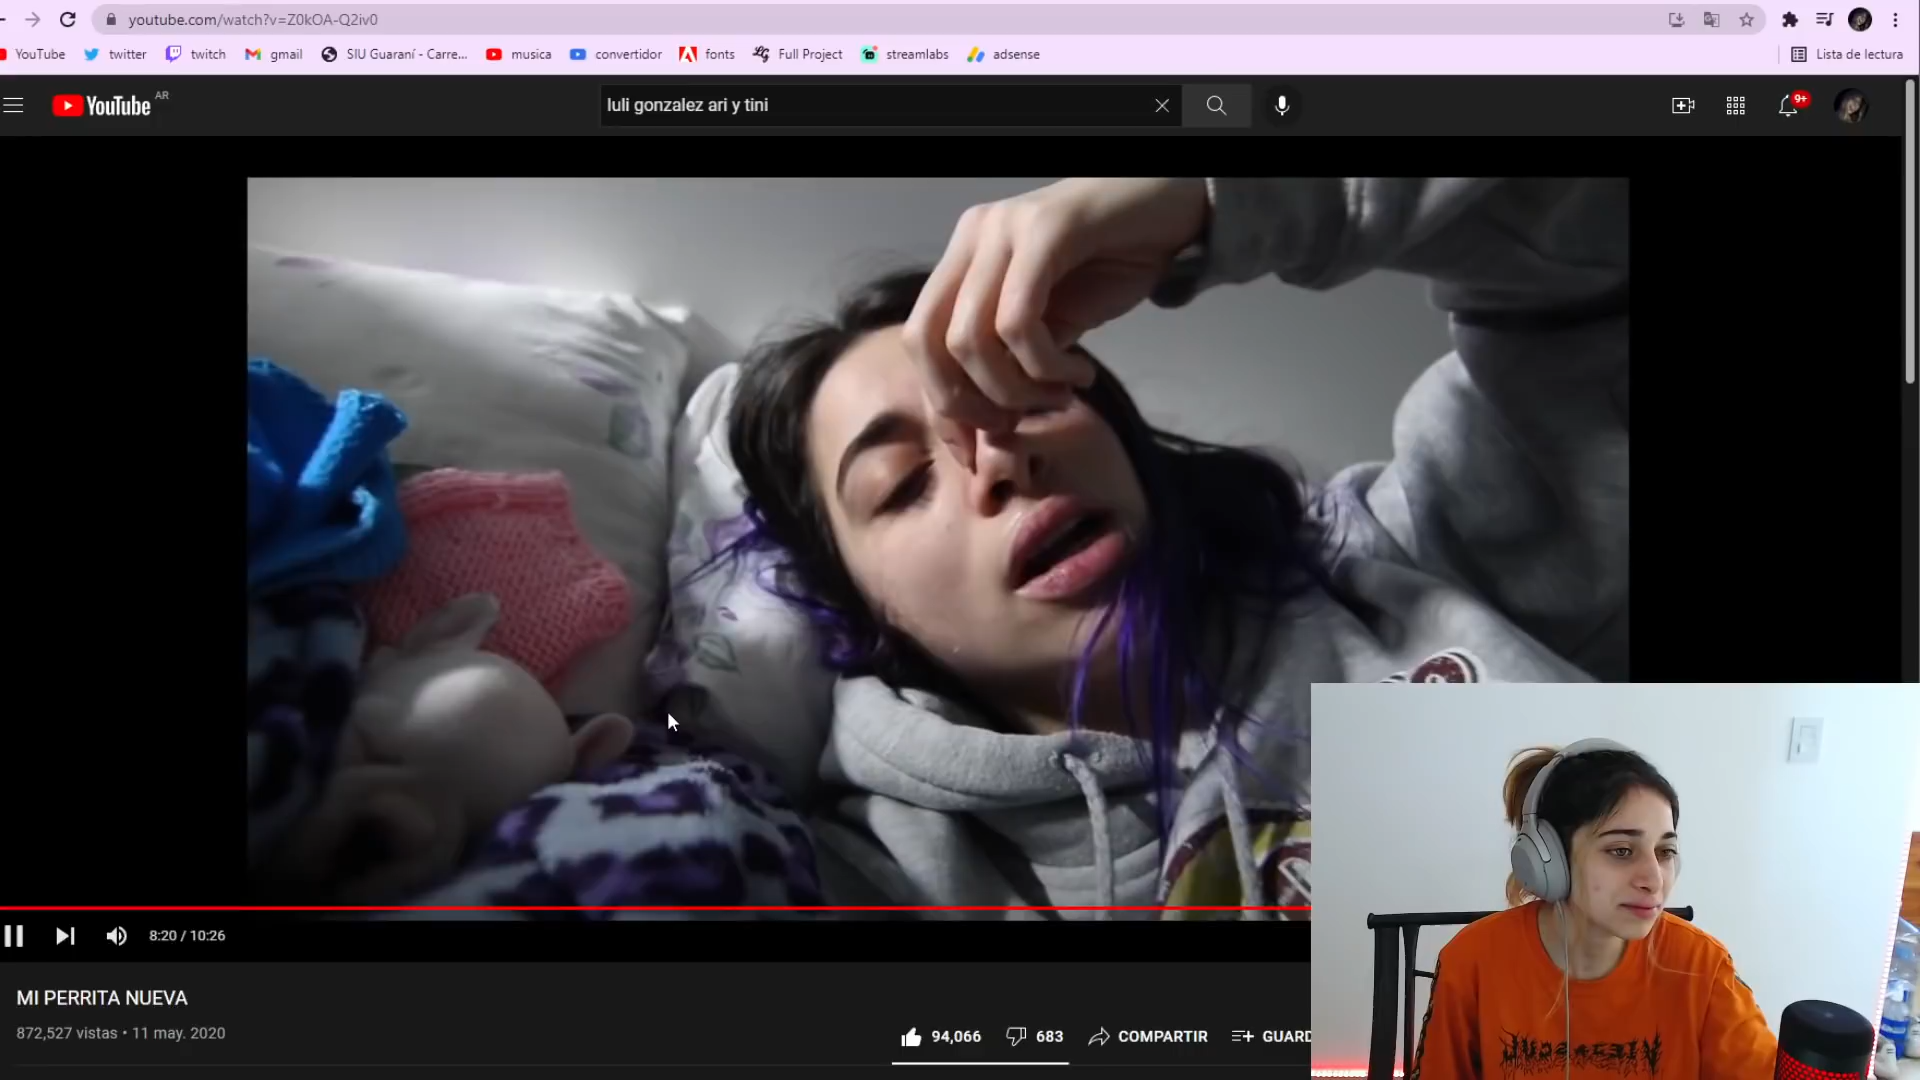 youtube.com/watch?v=Z0kOA-Q2iv0
YouTube twitter twitch gmail SIU Guaraní - Carre... musica convertidor fonts Full Project streamlabs adsense Lista de lectura
YouTube AR
luli gonzalez ari y tini
9+
8:20 / 10:26
MI PERRITA NUEVA
872,527 vistas • 11 may. 2020
94,066 683 COMPARTIR GUARD